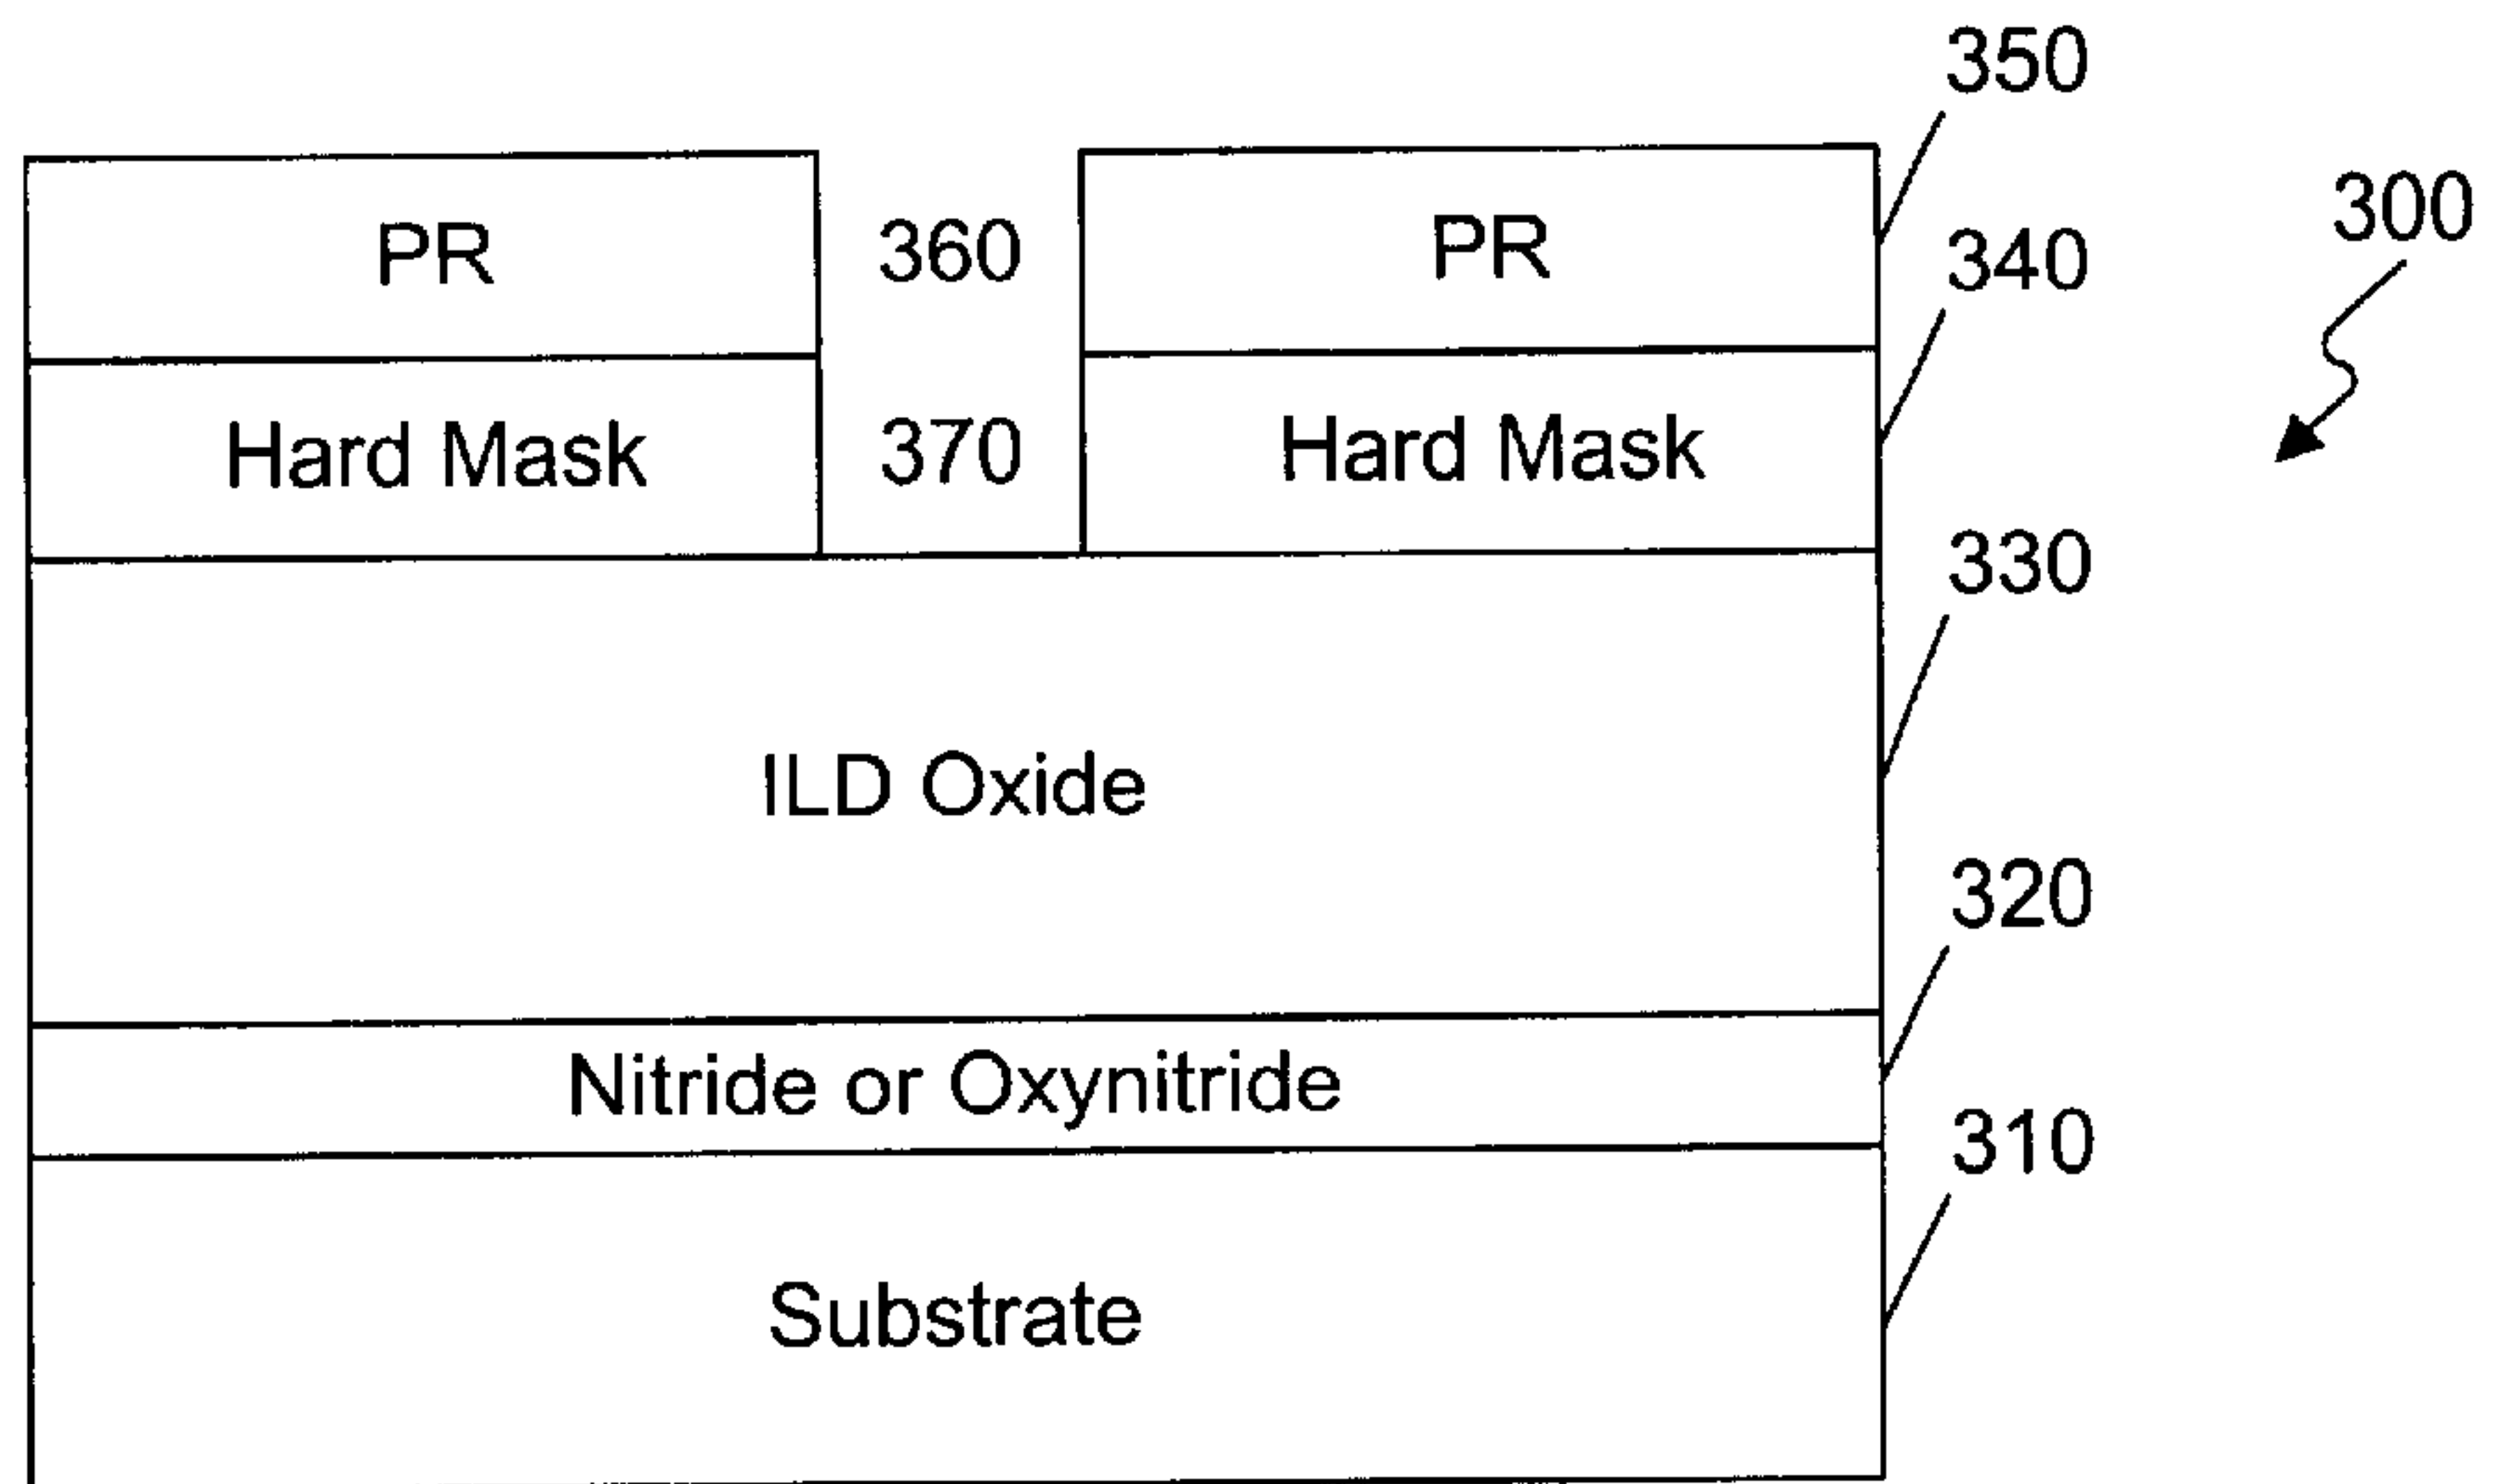 350
300
PR 360 PR 340
Hard Mask 370 Hard Mask
330
ILD Oxide
320
Nitride or Oxynitride
310
Substrate